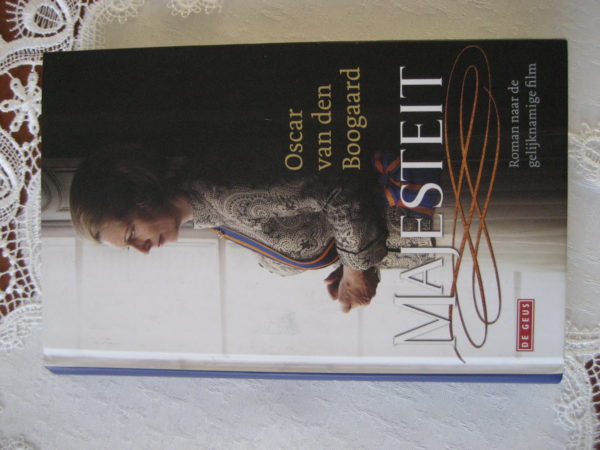 Oscar
van den
Boogaard
MAJESTEIT
Roman naar de
gelijknamige film
DE GEUS